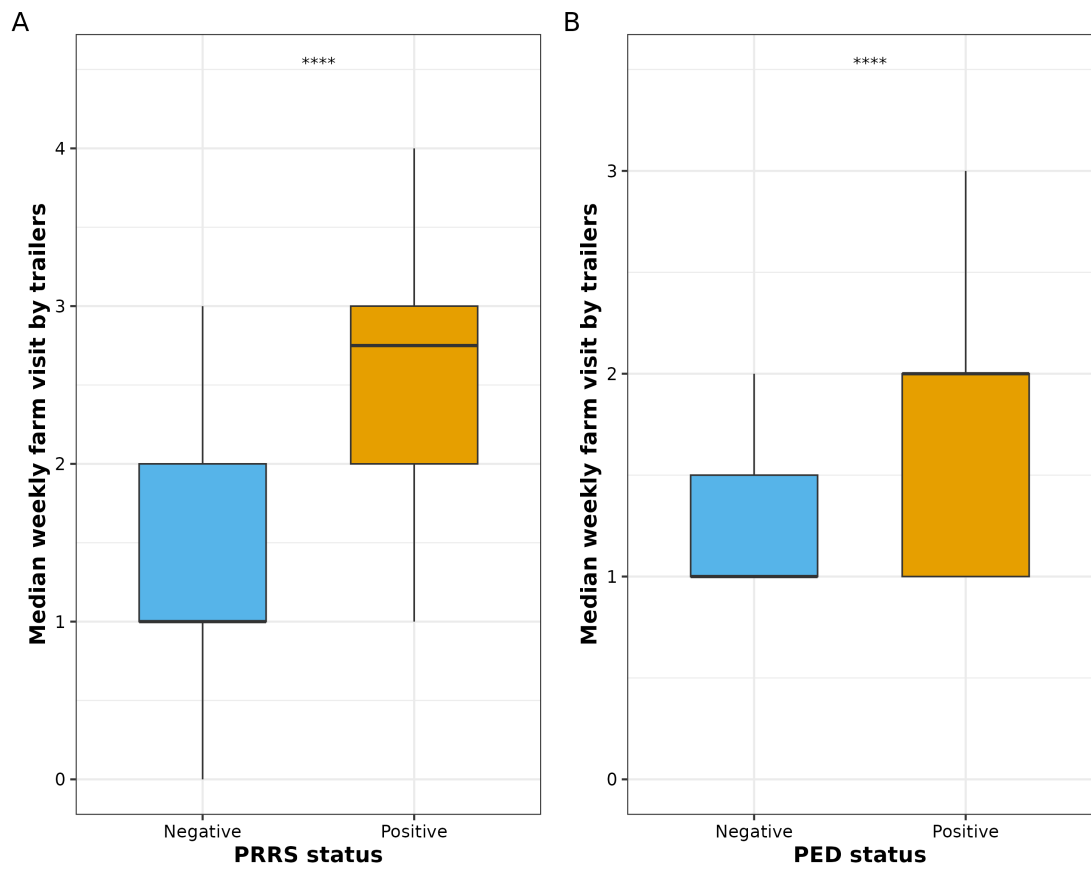 A
****
Median weekly farm visit by trailers
4
3
2
1
0
Negative
Positive
PRRS status
B
****
Median weekly farm visit by trailers
3
2
1
0
Negative
Positive
PED status